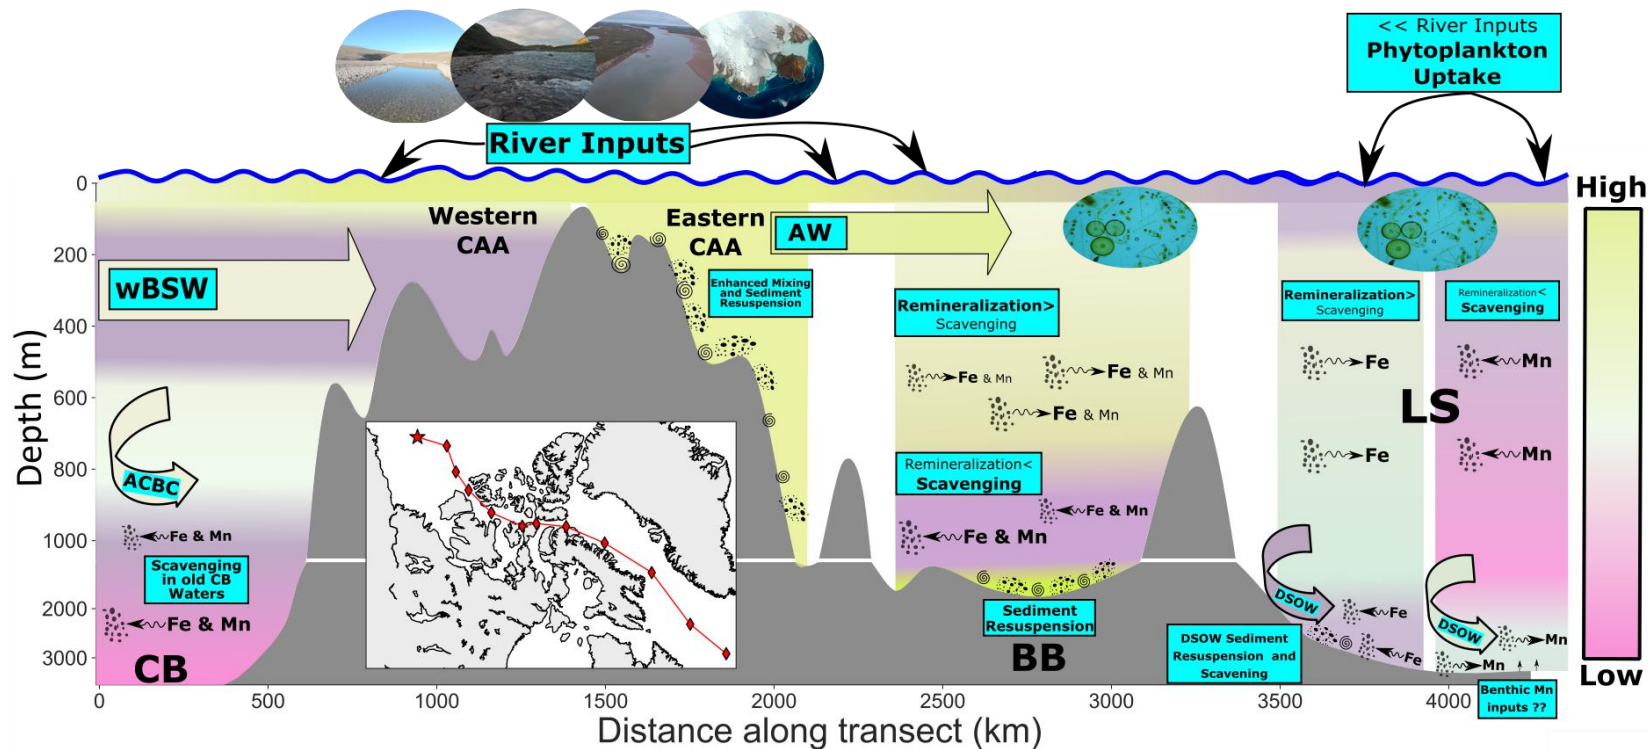 << River Inputs
Phytoplankton
Uptake
River Inputs
High
Low
Depth (m)
0
200
400
600
800
1000
2000
3000
Western
CAA
Eastern
CAA
AW
wBSW
Enhanced Mixing
and Sediment
Resuspension
Remineralization>
Scavenging
Remineralization>
Scavenging
Remineralization<
Scavenging
Fe & Mn
Fe & Mn
Fe & Mn
Fe
Mn
LS
Fe
Mn
ACBC
Remineralization<
Scavenging
Fe & Mn
Fe & Mn
Fe & Mn
Scavenging
in old CB
Waters
Fe & Mn
CB
Sediment
Resuspension
BB
DSOW
Fe
Fe
DSOW
Mn
Mn
DSOW Sediment
Resuspension and
Scavening
Benthic Mn
inputs ??
0
500
1000
1500
2000
2500
3000
3500
4000
Distance along transect (km)